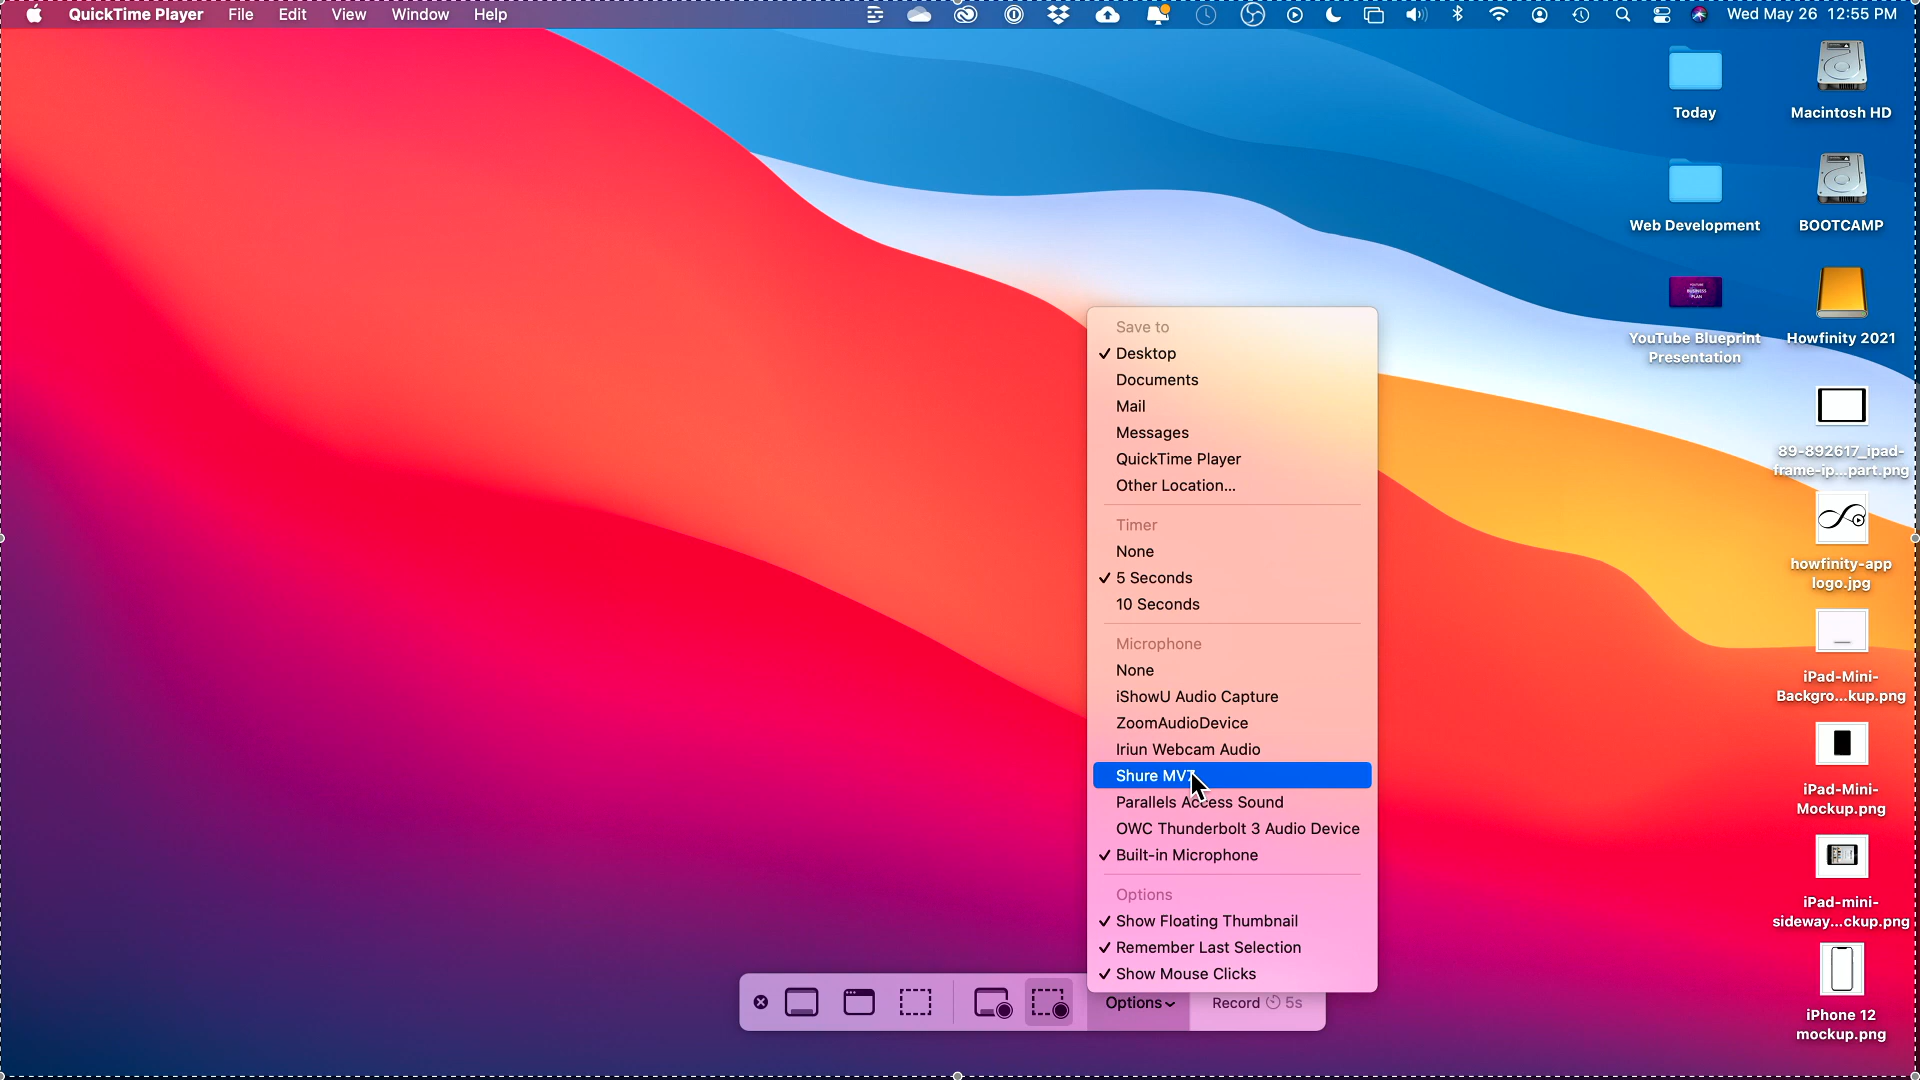 QuickTime Player File Edit View Window Help Wed May 26 12:55 PM
Today
Macintosh HD
Web Development
BOOTCAMP
YOUTUBE
BUSINESS
PLAN
YouTube Blueprint
Presentation
Howfinity 2021
89-892617_ipad-
frame-ip...part.png
howfinity-app
logo.jpg
iPad-Mini-
Backgro...kup.png
iPad-Mini-
Mockup.png
iPad-mini-
sideway...ckup.png
iPhone 12
mockup.png
Save to
Desktop
Documents
Mail
Messages
QuickTime Player
Other Location...
Timer
None
5 Seconds
10 Seconds
Microphone
None
iShowU Audio Capture
ZoomAudioDevice
Iriun Webcam Audio
Shure MV7
Parallels Access Sound
OWC Thunderbolt 3 Audio Device
Built-in Microphone
Options
Show Floating Thumbnail
Remember Last Selection
Show Mouse Clicks
Options Record 5s